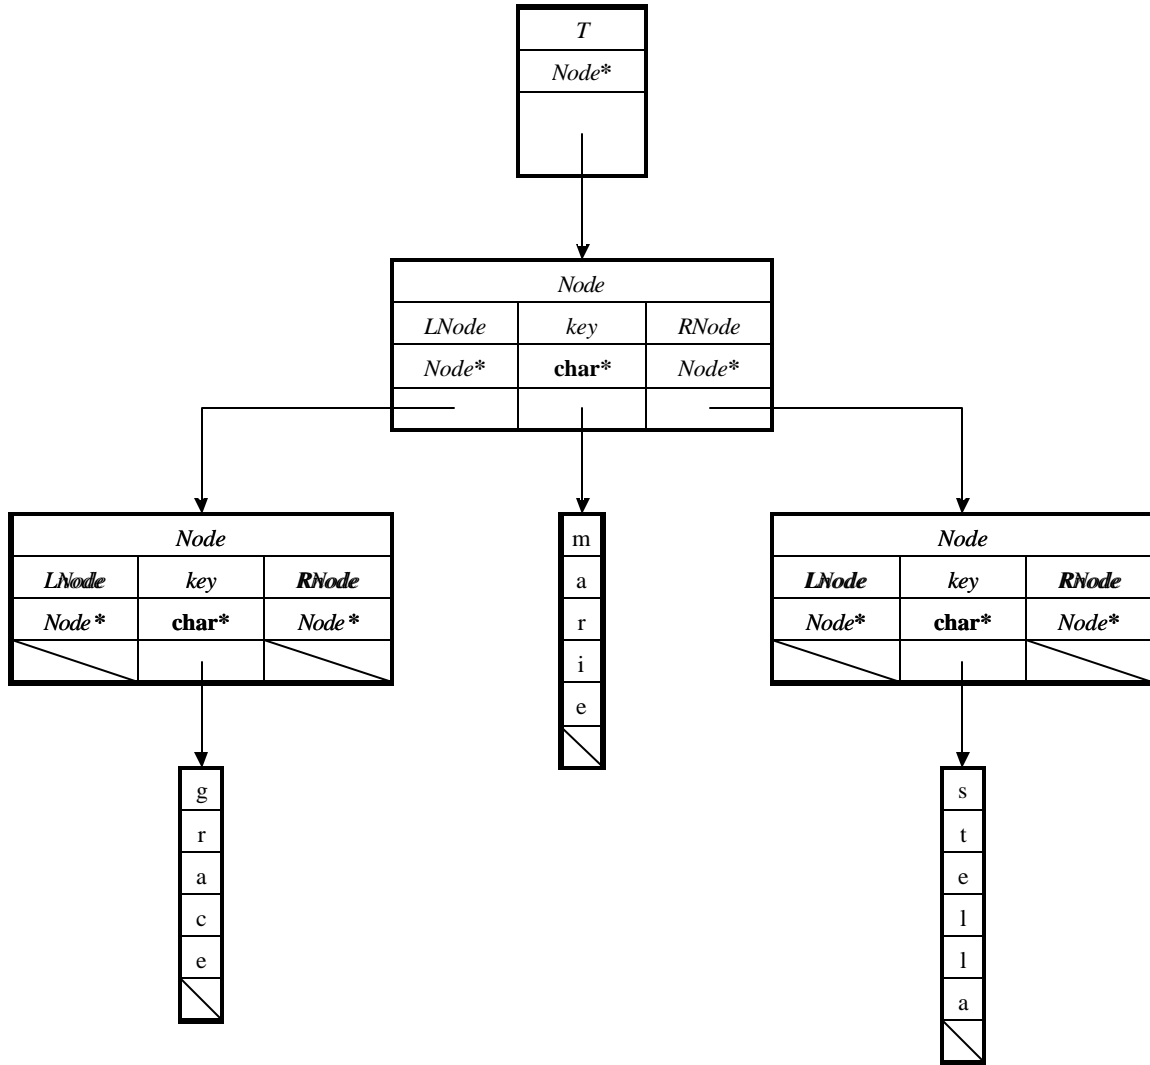 T
Node*
Node
LNode key RNode
Node* char* Node*
Node
LNode key RNode
Node* char* Node*
m
a
r
i
e
Node
LNode key RNode
Node* char* Node*
g
r
a
c
e
s
t
e
l
l
a